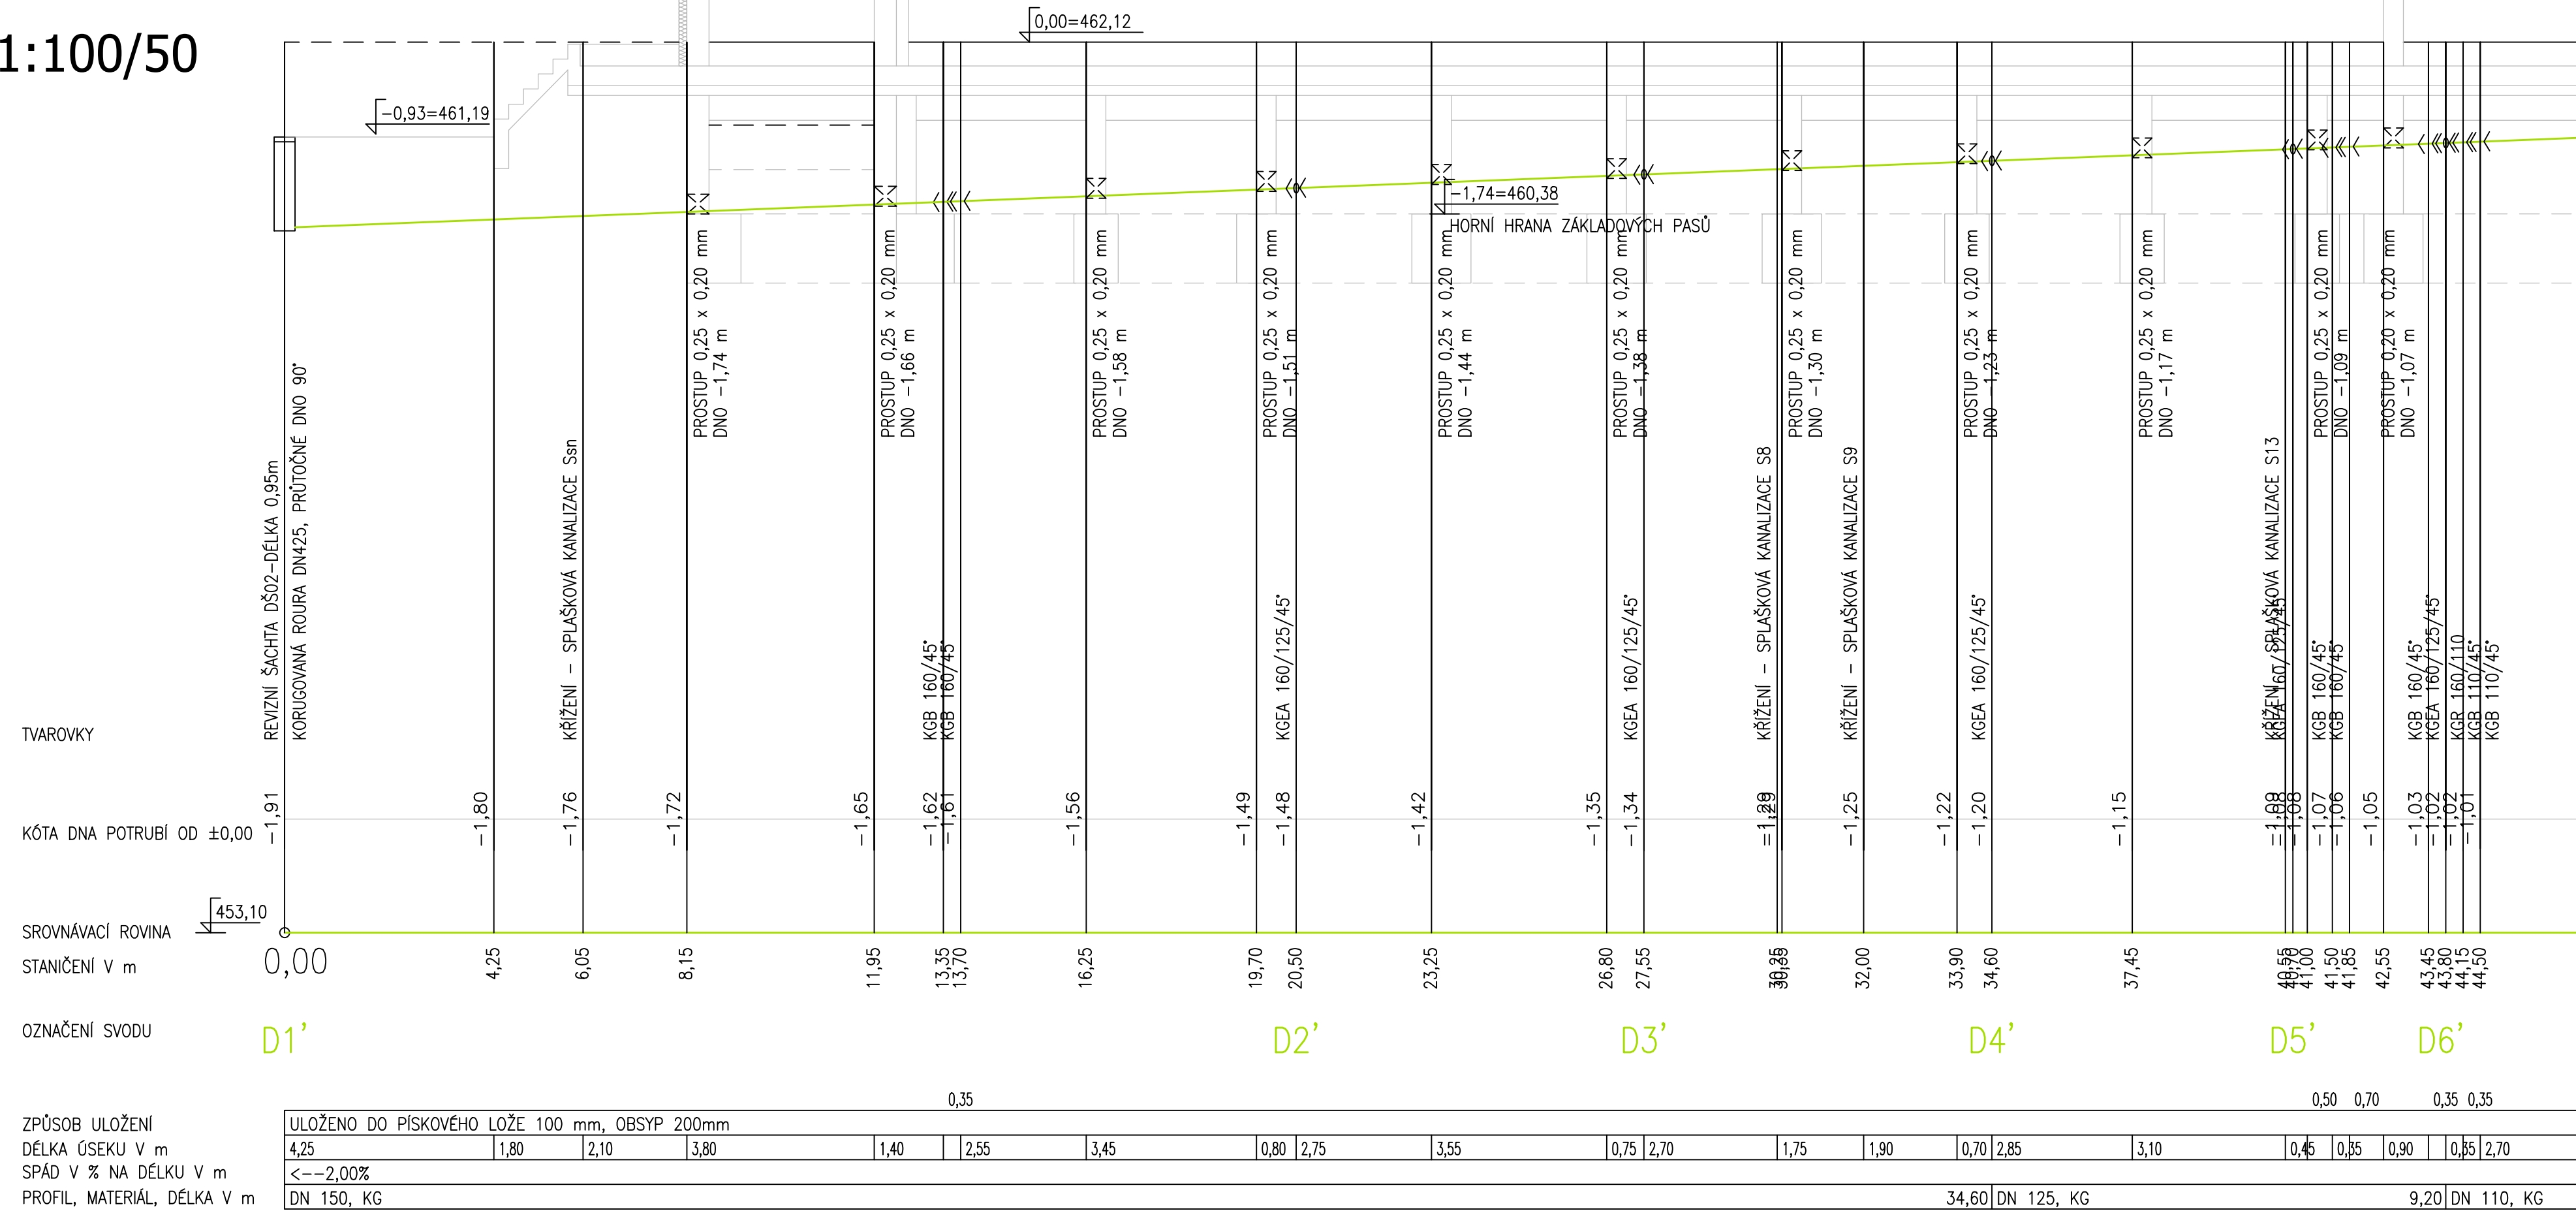 1:100/50
0,00=462,12
-0,93=461,19
-1,74=460,38
HORNÍ HRANA ZÁKLADOVÝCH PASŮ
PROSTUP 0,25 x 0,20 mm
DNO -1,74 m
PROSTUP 0,25 x 0,20 mm
DNO -1,66 m
PROSTUP 0,25 x 0,20 mm
DNO -1,58 m
PROSTUP 0,25 x 0,20 mm
DNO -1,51 m
PROSTUP 0,25 x 0,20 mm
DNO -1,44 m
PROSTUP 0,25 x 0,20 mm
DNO -1,38 m
PROSTUP 0,25 x 0,20 mm
DNO -1,30 m
PROSTUP 0,25 x 0,20 mm
DNO -1,23 m
PROSTUP 0,25 x 0,20 mm
DNO -1,17 m
PROSTUP 0,25 x 0,20 mm
DNO -1,09 m
PROSTUP 0,20 x 0,20 mm
DNO -1,07 m
TVAROVKY
REVIZNÍ ŠACHTA DŠ02-DÉLKA 0,95m
KORUGOVANÁ ROURA DN425, PRŮTOČNÉ DNO 90°
KŘÍŽENÍ - SPLAŠKOVÁ KANALIZACE Ssn
KGB 160/45°
KGB 160/45°
KGEA 160/125/45°
KGEA 160/125/45°
KŘÍŽENÍ - SPLAŠKOVÁ KANALIZACE S8
KŘÍŽENÍ - SPLAŠKOVÁ KANALIZACE S9
KGEA 160/125/45°
KŘÍŽENÍ - SPLAŠKOVÁ KANALIZACE S13
KGEA 160/125/45°
KGB 160/45°
KGB 160/45°
KGB 160/45°
KGEA 160/125/45°
KGR 160/110
KGB 110/45°
KGB 110/45°
KÓTA DNA POTRUBÍ OD ±0,00
-1,91
-1,80
-1,76
-1,72
-1,65
-1,62
-1,61
-1,56
-1,49
-1,48
-1,42
-1,35
-1,34
-1,29
-1,25
-1,22
-1,20
-1,15
-1,09
-1,08
-1,08
-1,07
-1,06
-1,05
-1,03
-1,02
-1,02
-1,01
SROVNÁVACÍ ROVINA
453,10
STANIČENÍ V m
0,00
4,25
6,05
8,15
11,95
13,35
13,70
16,25
19,70
20,50
23,25
26,80
27,55
32,00
33,90
34,60
37,45
40,55
40,70
41,00
41,50
41,85
42,55
43,45
43,80
44,15
44,50
OZNAČENÍ SVODU
D1' D2' D3' D4' D5' D6'
0,35 0,50 0,70 0,35 0,35
ZPŮSOB ULOŽENÍ
ULOŽENO DO PÍSKOVÉHO LOŽE 100 mm, OBSYP 200mm
DÉLKA ÚSEKU V m
4,25 1,80 2,10 3,80 1,40 2,55 3,45 0,80 2,75 3,55 0,75 2,70 1,75 1,90 0,70 2,85 3,10 0,45 0,35 0,90 0,35 2,70
SPÁD V % NA DÉLKU V m
<--2,00%
PROFIL, MATERIÁL, DÉLKA V m
DN 150, KG 34,60 DN 125, KG 9,20 DN 110, KG